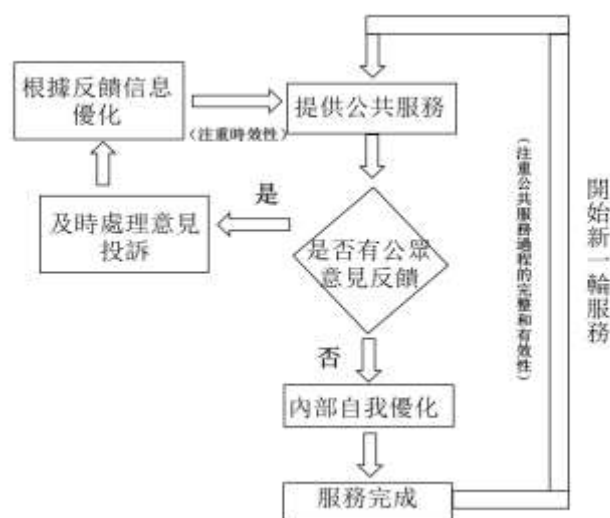 根據反饋信息
優化
提供公共服務
(注重時效性)
是
及時處理意見
投訴
是否有公眾
意見反饋
否
內部自我優化
服務完成
(注重公共服務過程的完整和有效性)
開始新一輪服務